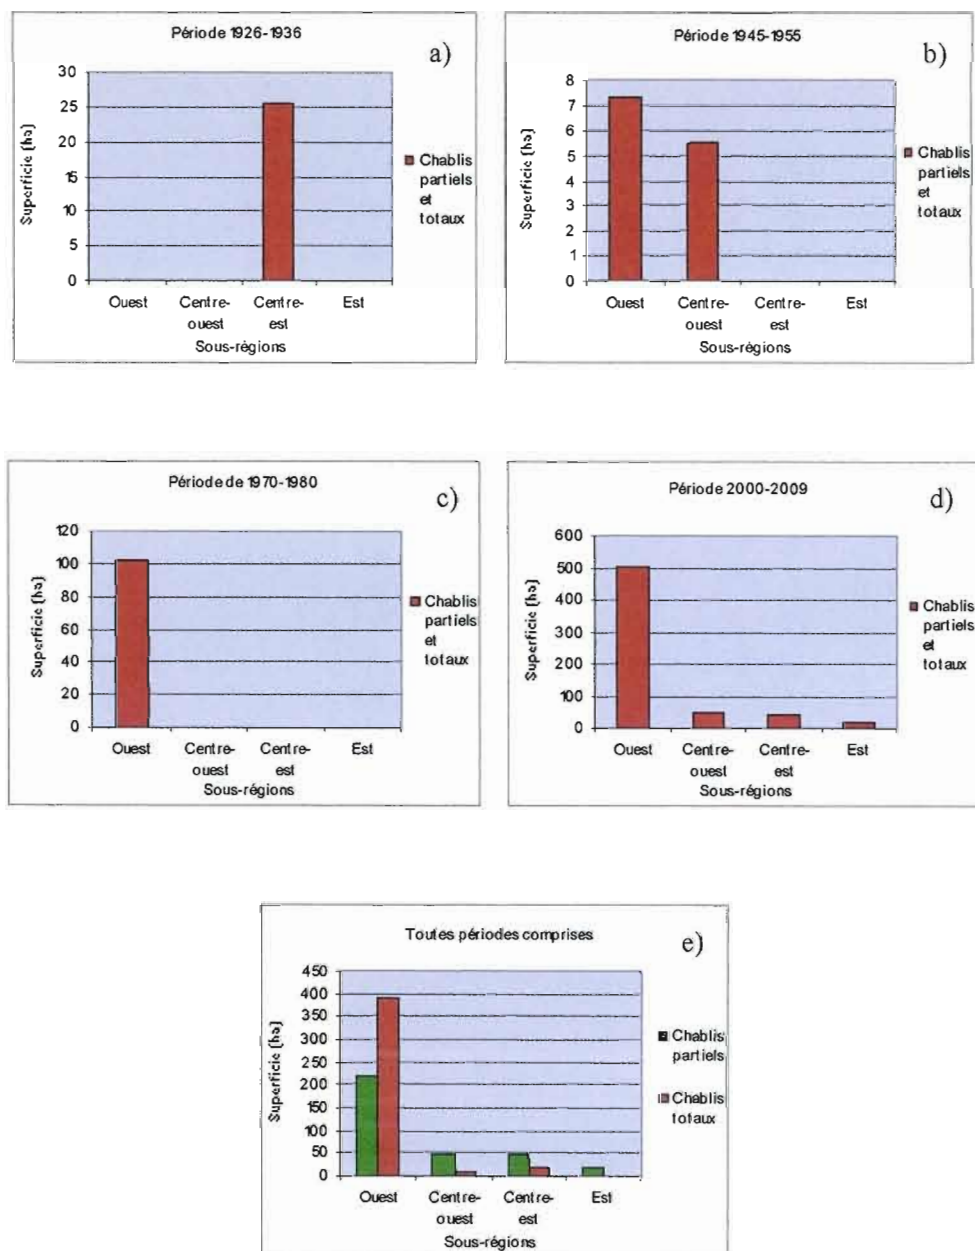 Période 1926-1936
a)
Superficie (ha)
30
25
20
15
10
5
0
Ouest
Centre-
ouest
Centre-
est
Est
Sous-régions
Chablis
partiels
et
totaux
Période 1945-1955
b)
Superficie (ha)
8
7
6
5
4
3
2
1
0
Ouest
Centre-
ouest
Centre-
est
Est
Sous-régions
Chablis
partiels
et
totaux
Période de 1970-1980
c)
Superficie (ha)
120
100
80
60
40
20
0
Ouest
Centre-
ouest
Centre-
est
Est
Sous-régions
Chablis
partiels
et
totaux
Période 2000-2009
d)
Superficie (ha)
600
500
400
300
200
100
0
Ouest
Centre-
ouest
Centre-
est
Est
Sous-régions
Chablis
partiels
et
totaux
Toutes périodes comprises
e)
Superficie (ha)
450
400
350
300
250
200
150
100
50
0
Ouest
Centre-
ouest
Centre-
est
Est
Sous-régions
Chablis
partiels
Chablis
totaux